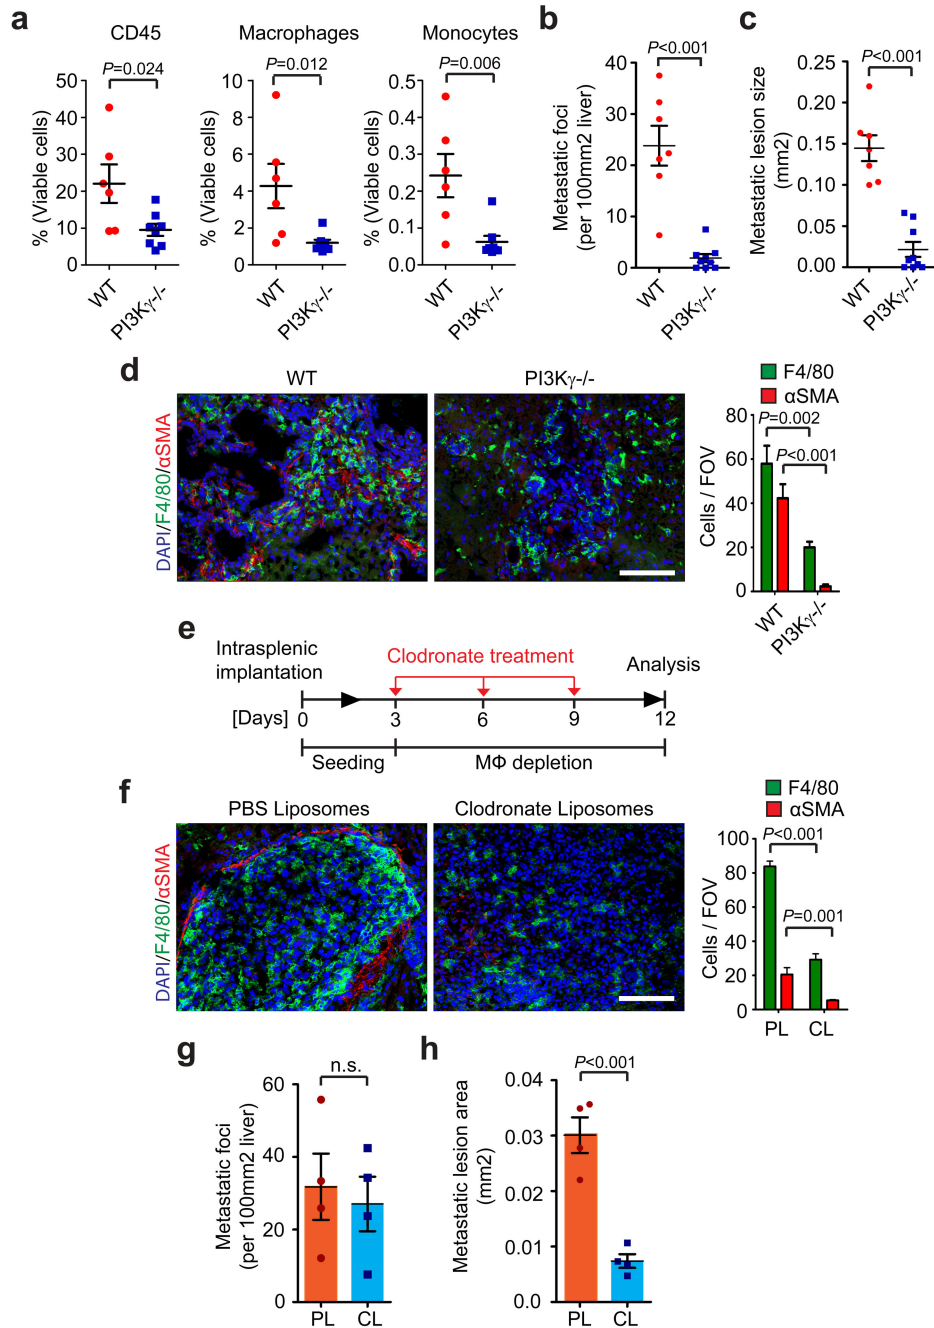 a
CD45
P=0.024
% (Viable cells)
50
40
30
20
10
0
WT
PI3Kγ-/-
Macrophages
P=0.012
% (Viable cells)
10
8
6
4
2
0
WT
PI3Kγ-/-
Monocytes
P=0.006
% (Viable cells)
0.5
0.4
0.3
0.2
0.1
0.0
WT
PI3Kγ-/-
b
P<0.001
Metastatic foci
(per 100mm2 liver)
40
30
20
10
0
WT
PI3Kγ-/-
c
P<0.001
Metastatic lesion size
(mm2)
0.25
0.20
0.15
0.10
0.05
0.00
WT
PI3Kγ-/-
d
WT
PI3Kγ-/-
DAPI/F4/80/αSMA
F4/80
αSMA
P=0.002
P<0.001
Cells / FOV
80
60
40
20
0
WT
PI3Kγ-/-
e
Intrasplenic
implantation
Clodronate treatment
Analysis
[Days]
0
3
6
9
12
Seeding
MΦ depletion
f
PBS Liposomes
Clodronate Liposomes
DAPI/F4/80/αSMA
F4/80
αSMA
P<0.001
P=0.001
Cells / FOV
100
80
60
40
20
0
PL
CL
g
n.s.
Metastatic foci
(per 100mm2 liver)
60
40
20
0
PL
CL
h
P<0.001
Metastatic lesion area
(mm2)
0.04
0.03
0.02
0.01
0.0
PL
CL